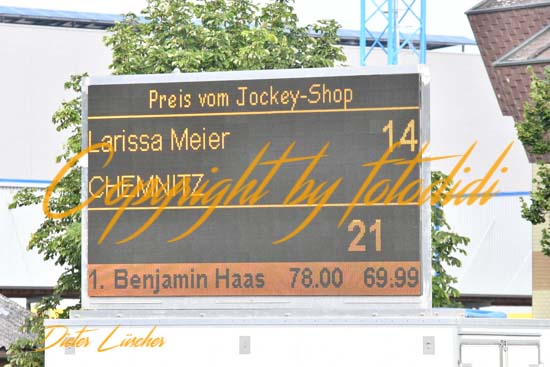 Preis vom Jockey-Shop
Larissa Meier 14
CHEMNITZ
21
1. Benjamin Haas 78.00 69.99
Copyright by fotodidi
Dieter Lüscher